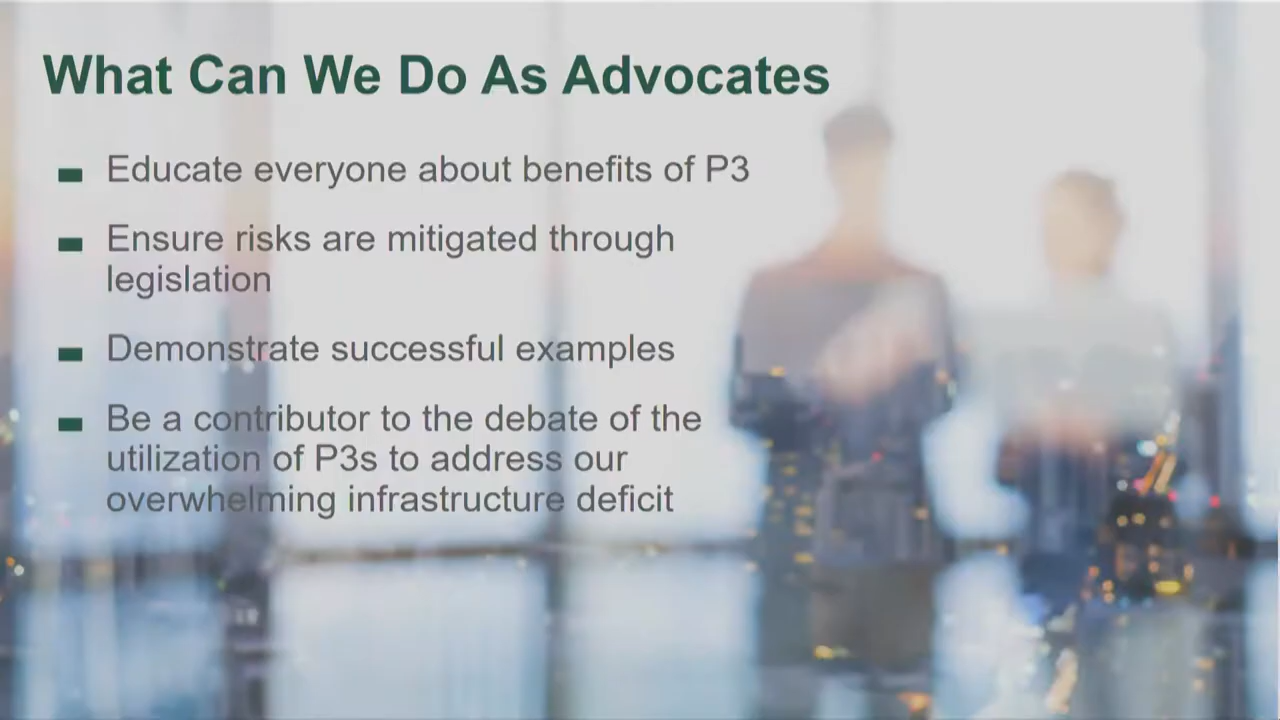 What Can We Do As Advocates
Educate everyone about benefits of P3
Ensure risks are mitigated through
legislation
Demonstrate successful examples
Be a contributor to the debate of the
utilization of P3s to address our
overwhelming infrastructure deficit